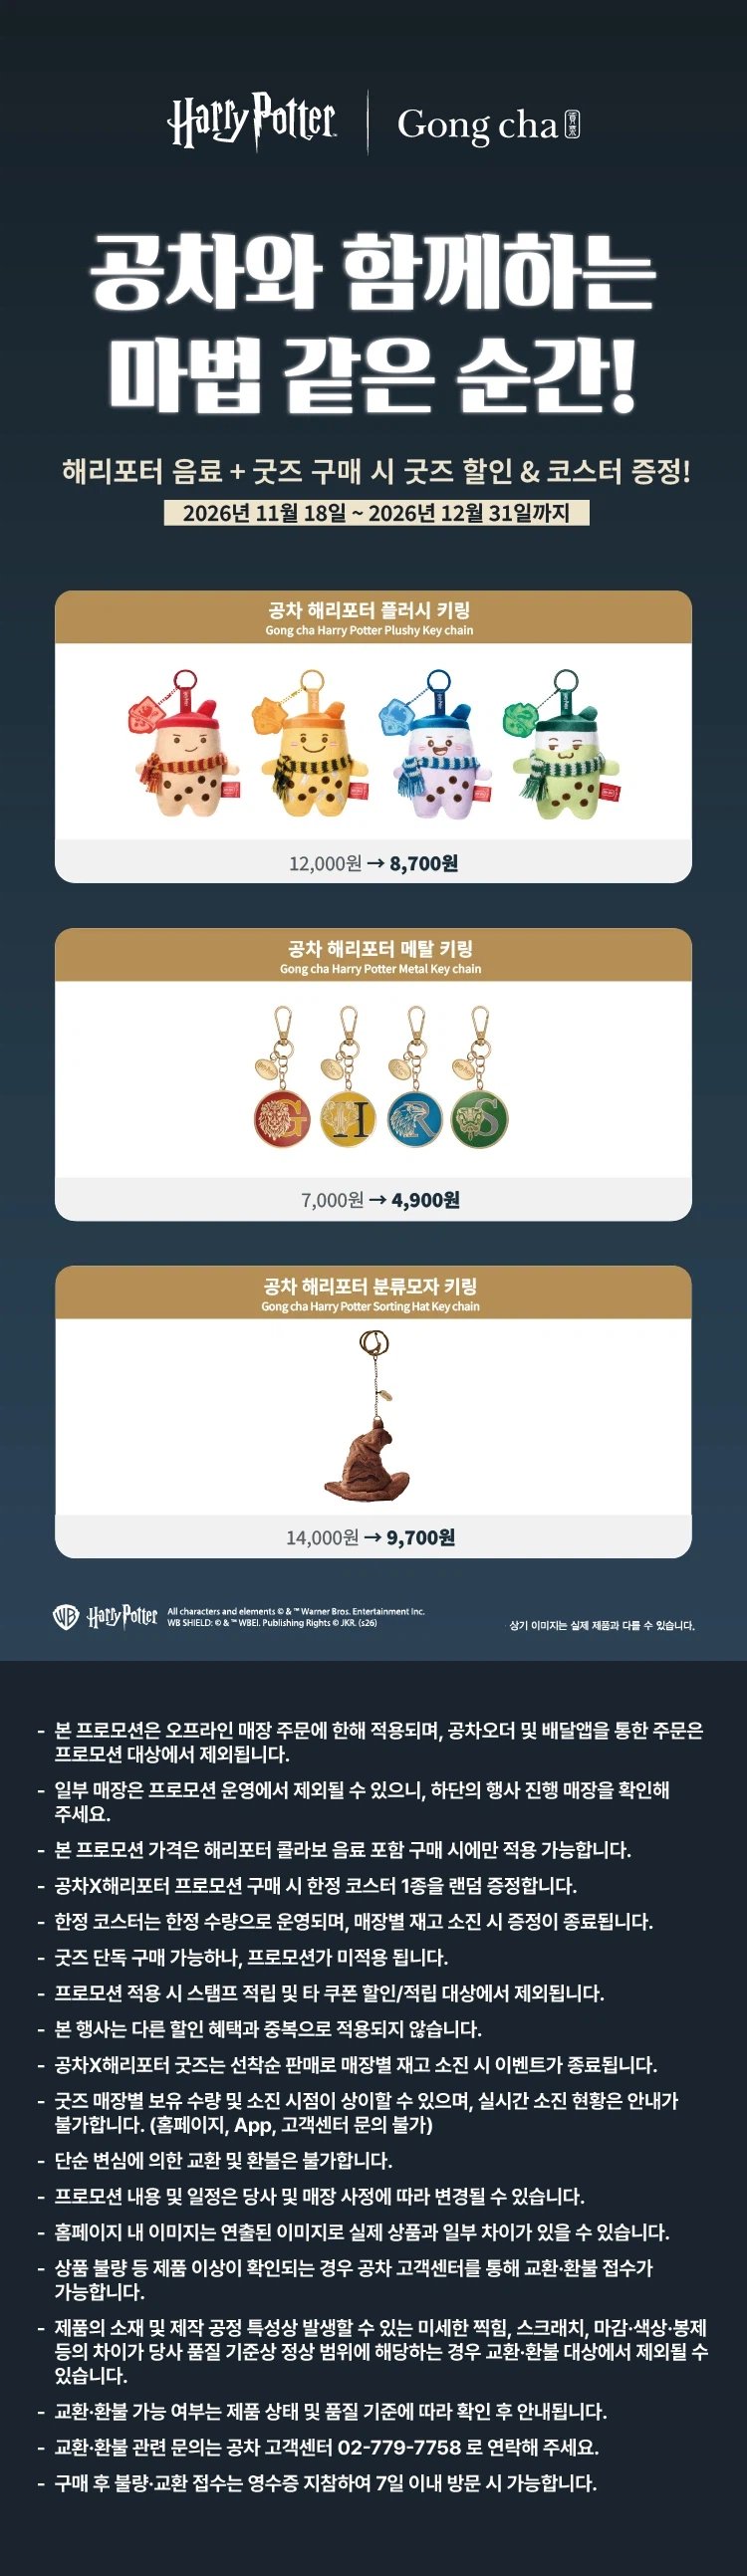 Harry Potter
Gong cha 貢茶
공차와 함께하는
마법 같은 순간!
해리포터 음료 + 굿즈 구매 시 굿즈 할인 & 코스터 증정!
2026년 11월 18일 ~ 2026년 12월 31일까지
공차 해리포터 플러시 키링
Gong cha Harry Potter Plushy Key chain
12,000원 → 8,700원
공차 해리포터 메탈 키링
Gong cha Harry Potter Metal Key chain
G H R S
7,000원 → 4,900원
공차 해리포터 분류모자 키링
Gong cha Harry Potter Sorting Hat Key chain
14,000원 → 9,700원
WB Harry Potter
All characters and elements © & ™ Warner Bros. Entertainment Inc.
WB SHIELD: © & ™ WBEI. Publishing Rights © JKR. (s26)
상기 이미지는 실제 제품과 다를 수 있습니다.
- 본 프로모션은 오프라인 매장 주문에 한해 적용되며, 공차오더 및 배달앱을 통한 주문은
프로모션 대상에서 제외됩니다.
- 일부 매장은 프로모션 운영에서 제외될 수 있으니, 하단의 행사 진행 매장을 확인해
주세요.
- 본 프로모션 가격은 해리포터 콜라보 음료 포함 구매 시에만 적용 가능합니다.
- 공차X해리포터 프로모션 구매 시 한정 코스터 1종을 랜덤 증정합니다.
- 한정 코스터는 한정 수량으로 운영되며, 매장별 재고 소진 시 증정이 종료됩니다.
- 굿즈 단독 구매 가능하나, 프로모션가 미적용 됩니다.
- 프로모션 적용 시 스탬프 적립 및 타 쿠폰 할인/적립 대상에서 제외됩니다.
- 본 행사는 다른 할인 혜택과 중복으로 적용되지 않습니다.
- 공차X해리포터 굿즈는 선착순 판매로 매장별 재고 소진 시 이벤트가 종료됩니다.
- 굿즈 매장별 보유 수량 및 소진 시점이 상이할 수 있으며, 실시간 소진 현황은 안내가
불가합니다. (홈페이지, App, 고객센터 문의 불가)
- 단순 변심에 의한 교환 및 환불은 불가합니다.
- 프로모션 내용 및 일정은 당사 및 매장 사정에 따라 변경될 수 있습니다.
- 홈페이지 내 이미지는 연출된 이미지로 실제 상품과 일부 차이가 있을 수 있습니다.
- 상품 불량 등 제품 이상이 확인되는 경우 공차 고객센터를 통해 교환·환불 접수가
가능합니다.
- 제품의 소재 및 제작 공정 특성상 발생할 수 있는 미세한 찍힘, 스크래치, 마감·색상·봉제
등의 차이가 당사 품질 기준상 정상 범위에 해당하는 경우 교환·환불 대상에서 제외될 수
있습니다.
- 교환·환불 가능 여부는 제품 상태 및 품질 기준에 따라 확인 후 안내됩니다.
- 교환·환불 관련 문의는 공차 고객센터 02-779-7758 로 연락해 주세요.
- 구매 후 불량·교환 접수는 영수증 지참하여 7일 이내 방문 시 가능합니다.